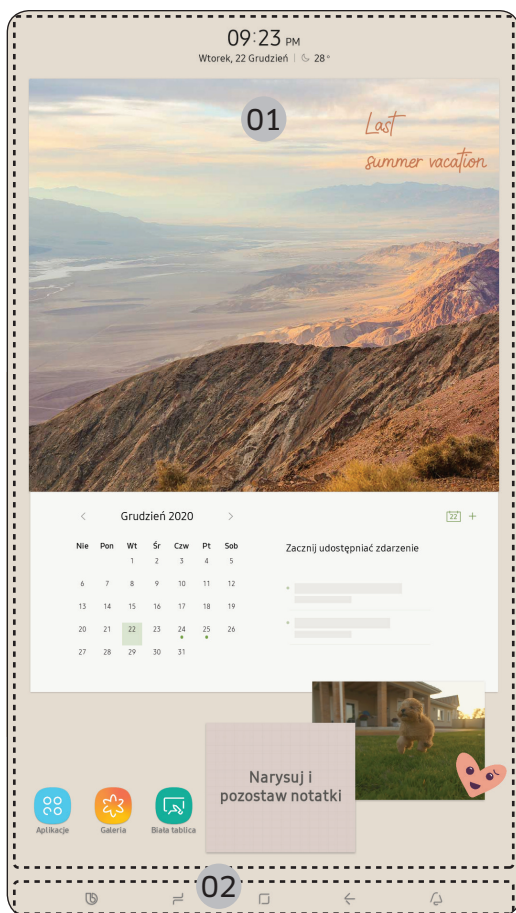 09:23 PM
Wtorek, 22 Grudzień | 28°
01
Last
summer vacation
Grudzień 2020
22 +
Nie Pon Wt Śr Czw Pt Sob
1 2 3 4 5
6 7 8 9 10 11 12
13 14 15 16 17 18 19
20 21 22 23 24 25 26
27 28 29 30 31
Zacznij udostępniać zdarzenie
Narysuj i
pozostaw notatki
Aplikacje Galeria Biała tablica
02